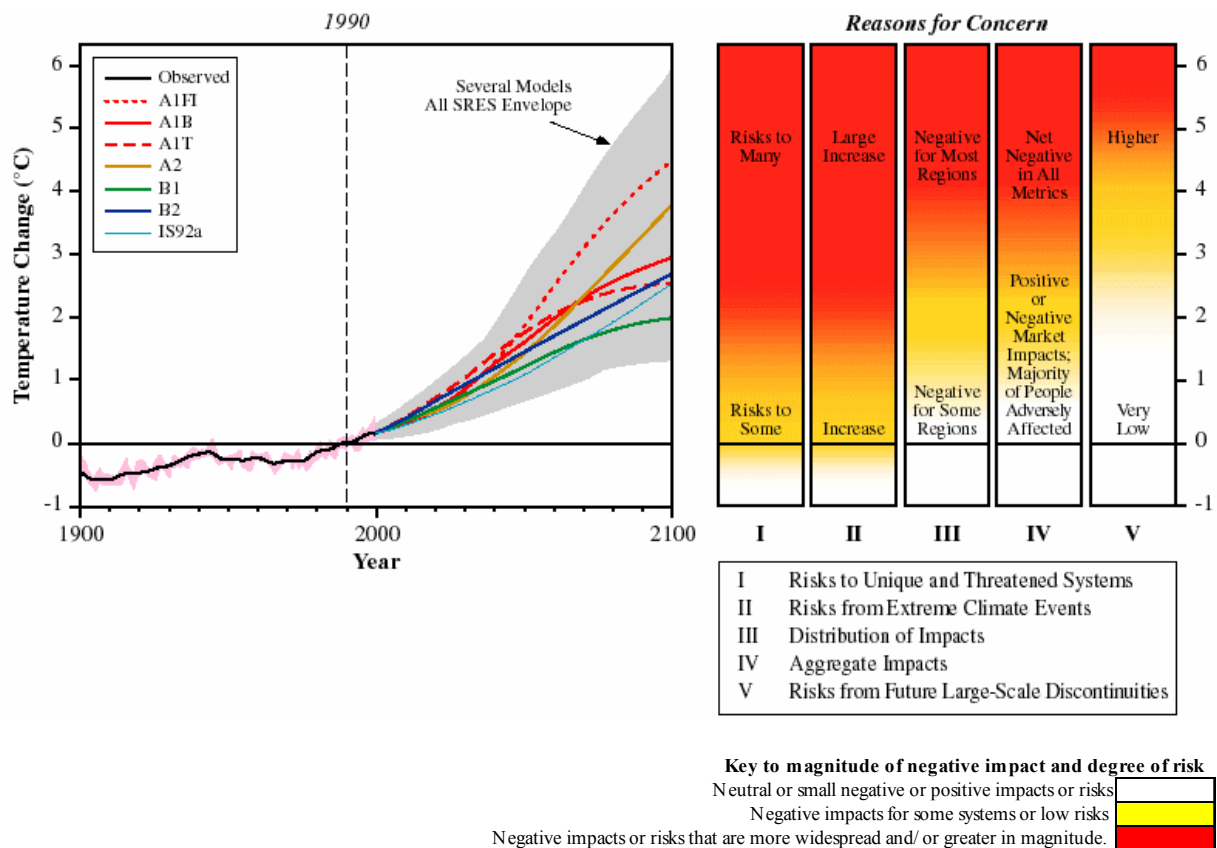 1990
Reasons for Concern
6
5
4
3
2
1
0
-1
Temperature Change (°C)
Observed
A1FI
A1B
A1T
A2
B1
B2
IS92a
Several Models
All SRES Envelope
1900
2000
2100
Year
Risks to
Many
Risks to
Some
Large
Increase
Increase
Negative
for Most
Regions
Negative
for Some
Regions
Net
Negative
in All
Metrics
Positive
or
Negative
Market
Impacts;
Majority
of People
Adversely
Affected
Higher
Very
Low
6
5
4
3
2
1
0
-1
I
II
III
IV
V
I Risks to Unique and Threatened Systems
II Risks from Extreme Climate Events
III Distribution of Impacts
IV Aggregate Impacts
V Risks from Future Large-Scale Discontinuities
Key to magnitude of negative impact and degree of risk
Neutral or small negative or positive impacts or risks
Negative impacts for some systems or low risks
Negative impacts or risks that are more widespread and/ or greater in magnitude.